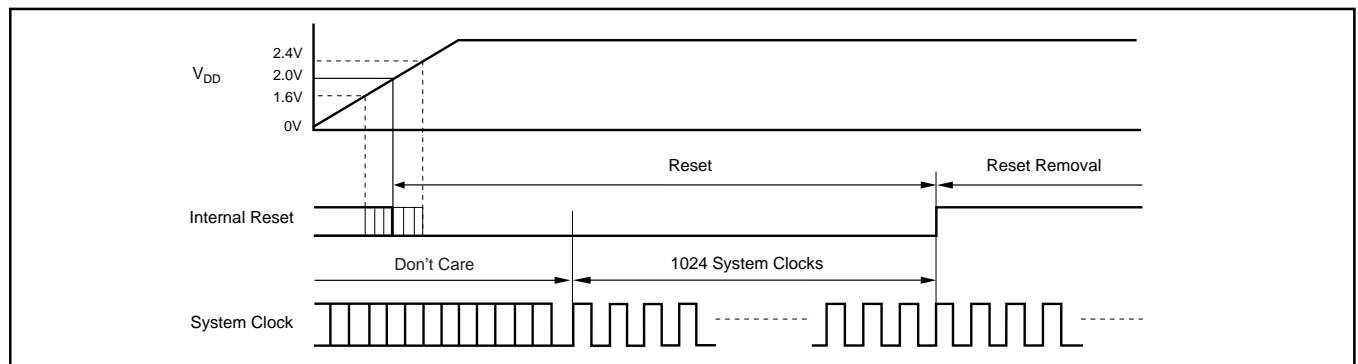 2.4V
V_DD
2.0V
1.6V
0V
Reset
Reset Removal
Internal Reset
Don't Care
1024 System Clocks
System Clock